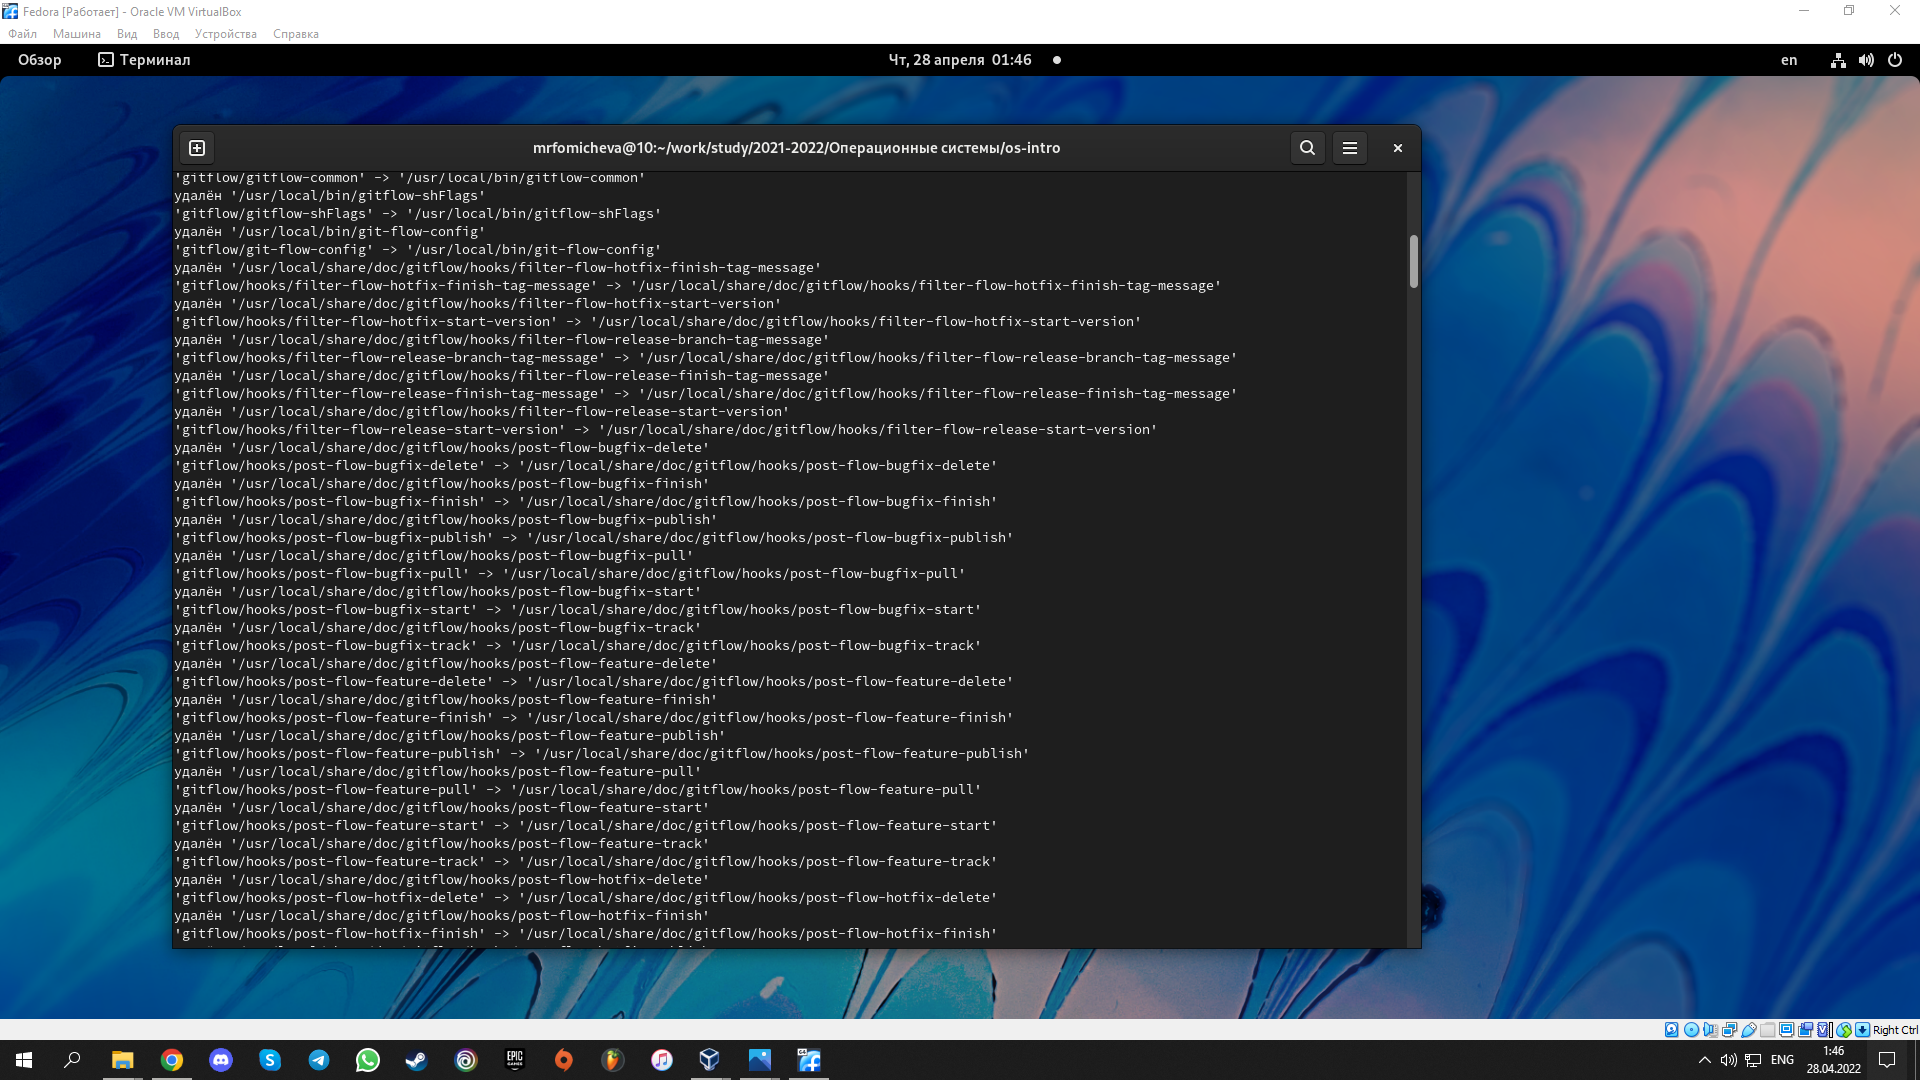 Fedora [Работает] - Oracle VM VirtualBox
Файл Машина Вид Ввод Устройства Справка
Обзор Терминал Чт, 28 апреля 01:46 en
mrfomicheva@10:~/work/study/2021-2022/Операционные системы/os-intro
'gitflow/gitflow-common' -> '/usr/local/bin/gitflow-common'
удалён '/usr/local/bin/gitflow-shFlags'
'gitflow/gitflow-shFlags' -> '/usr/local/bin/gitflow-shFlags'
удалён '/usr/local/bin/git-flow-config'
'gitflow/git-flow-config' -> '/usr/local/bin/git-flow-config'
удалён '/usr/local/share/doc/gitflow/hooks/filter-flow-hotfix-finish-tag-message'
'gitflow/hooks/filter-flow-hotfix-finish-tag-message' -> '/usr/local/share/doc/gitflow/hooks/filter-flow-hotfix-finish-tag-message'
удалён '/usr/local/share/doc/gitflow/hooks/filter-flow-hotfix-start-version'
'gitflow/hooks/filter-flow-hotfix-start-version' -> '/usr/local/share/doc/gitflow/hooks/filter-flow-hotfix-start-version'
удалён '/usr/local/share/doc/gitflow/hooks/filter-flow-release-branch-tag-message'
'gitflow/hooks/filter-flow-release-branch-tag-message' -> '/usr/local/share/doc/gitflow/hooks/filter-flow-release-branch-tag-message'
удалён '/usr/local/share/doc/gitflow/hooks/filter-flow-release-finish-tag-message'
'gitflow/hooks/filter-flow-release-finish-tag-message' -> '/usr/local/share/doc/gitflow/hooks/filter-flow-release-finish-tag-message'
удалён '/usr/local/share/doc/gitflow/hooks/filter-flow-release-start-version'
'gitflow/hooks/filter-flow-release-start-version' -> '/usr/local/share/doc/gitflow/hooks/filter-flow-release-start-version'
удалён '/usr/local/share/doc/gitflow/hooks/post-flow-bugfix-delete'
'gitflow/hooks/post-flow-bugfix-delete' -> '/usr/local/share/doc/gitflow/hooks/post-flow-bugfix-delete'
удалён '/usr/local/share/doc/gitflow/hooks/post-flow-bugfix-finish'
'gitflow/hooks/post-flow-bugfix-finish' -> '/usr/local/share/doc/gitflow/hooks/post-flow-bugfix-finish'
удалён '/usr/local/share/doc/gitflow/hooks/post-flow-bugfix-publish'
'gitflow/hooks/post-flow-bugfix-publish' -> '/usr/local/share/doc/gitflow/hooks/post-flow-bugfix-publish'
удалён '/usr/local/share/doc/gitflow/hooks/post-flow-bugfix-pull'
'gitflow/hooks/post-flow-bugfix-pull' -> '/usr/local/share/doc/gitflow/hooks/post-flow-bugfix-pull'
удалён '/usr/local/share/doc/gitflow/hooks/post-flow-bugfix-start'
'gitflow/hooks/post-flow-bugfix-start' -> '/usr/local/share/doc/gitflow/hooks/post-flow-bugfix-start'
удалён '/usr/local/share/doc/gitflow/hooks/post-flow-bugfix-track'
'gitflow/hooks/post-flow-bugfix-track' -> '/usr/local/share/doc/gitflow/hooks/post-flow-bugfix-track'
удалён '/usr/local/share/doc/gitflow/hooks/post-flow-feature-delete'
'gitflow/hooks/post-flow-feature-delete' -> '/usr/local/share/doc/gitflow/hooks/post-flow-feature-delete'
удалён '/usr/local/share/doc/gitflow/hooks/post-flow-feature-finish'
'gitflow/hooks/post-flow-feature-finish' -> '/usr/local/share/doc/gitflow/hooks/post-flow-feature-finish'
удалён '/usr/local/share/doc/gitflow/hooks/post-flow-feature-publish'
'gitflow/hooks/post-flow-feature-publish' -> '/usr/local/share/doc/gitflow/hooks/post-flow-feature-publish'
удалён '/usr/local/share/doc/gitflow/hooks/post-flow-feature-pull'
'gitflow/hooks/post-flow-feature-pull' -> '/usr/local/share/doc/gitflow/hooks/post-flow-feature-pull'
удалён '/usr/local/share/doc/gitflow/hooks/post-flow-feature-start'
'gitflow/hooks/post-flow-feature-start' -> '/usr/local/share/doc/gitflow/hooks/post-flow-feature-start'
удалён '/usr/local/share/doc/gitflow/hooks/post-flow-feature-track'
'gitflow/hooks/post-flow-feature-track' -> '/usr/local/share/doc/gitflow/hooks/post-flow-feature-track'
удалён '/usr/local/share/doc/gitflow/hooks/post-flow-hotfix-delete'
'gitflow/hooks/post-flow-hotfix-delete' -> '/usr/local/share/doc/gitflow/hooks/post-flow-hotfix-delete'
удалён '/usr/local/share/doc/gitflow/hooks/post-flow-hotfix-finish'
'gitflow/hooks/post-flow-hotfix-finish' -> '/usr/local/share/doc/gitflow/hooks/post-flow-hotfix-finish'
Right Ctrl
EPIC GAMES
ENG
1:46
28.04.2022